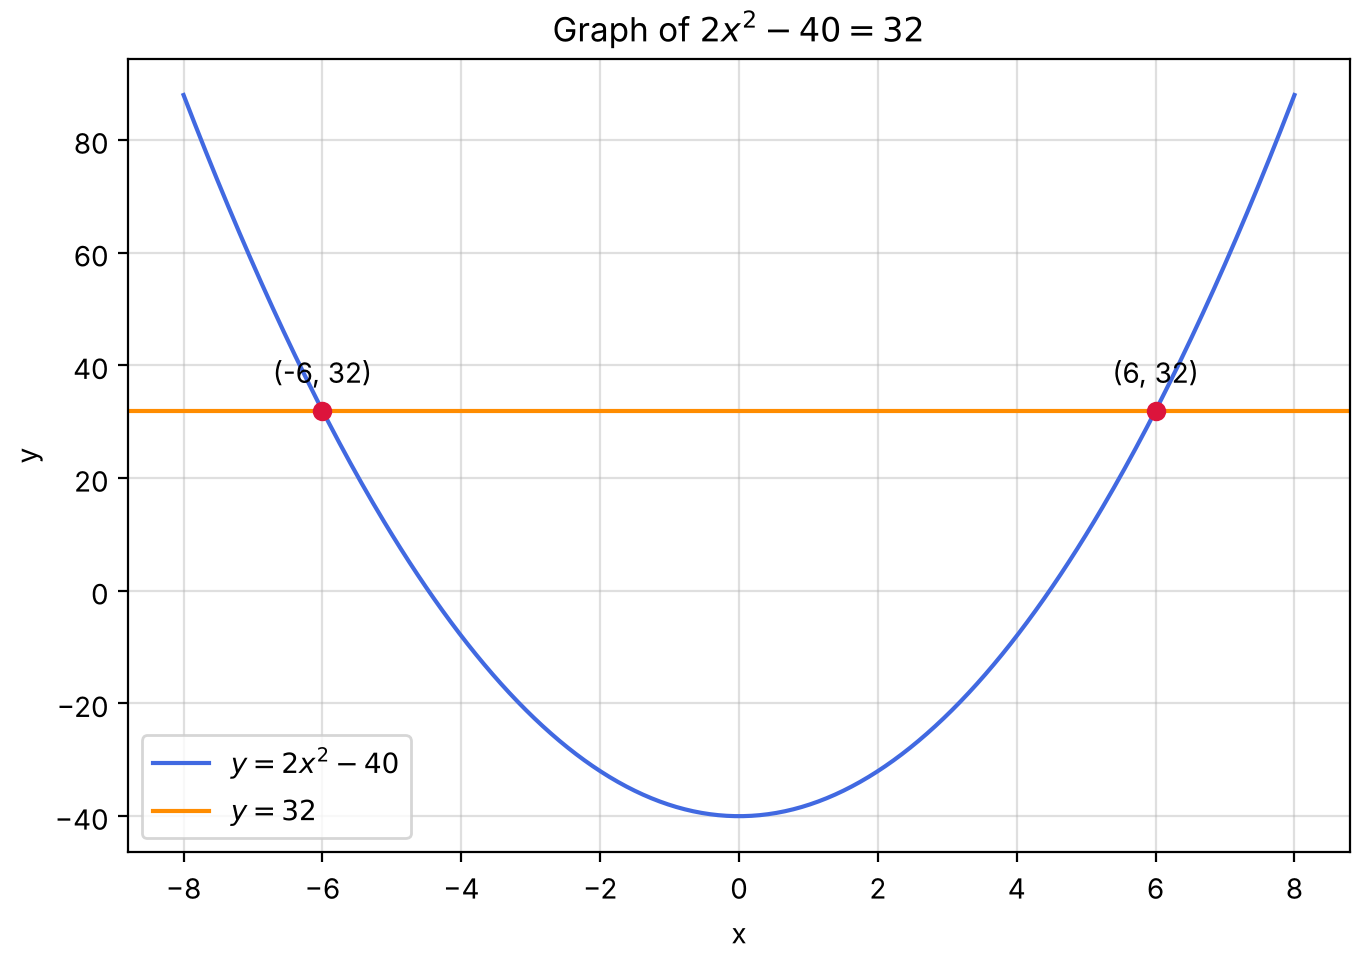 Graph of 2x² − 40 = 32
80
60
40
20
0
−20
−40
y
(-6, 32)
(6, 32)
y = 2x² − 40
y = 32
−8 −6 −4 −2 0 2 4 6 8
x